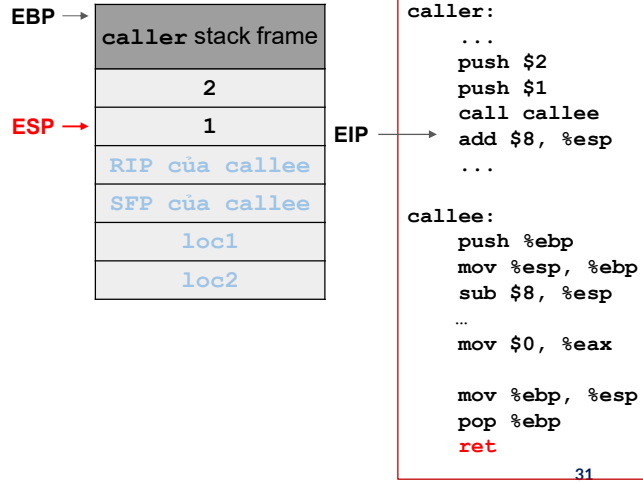 EBP
caller stack frame
2
ESP
1
RIP của callee
SFP của callee
loc1
loc2
EIP
caller:
...
push $2
push $1
call callee
add $8, %esp
...
callee:
push %ebp
mov %esp, %ebp
sub $8, %esp
…
mov $0, %eax
mov %ebp, %esp
pop %ebp
ret
31